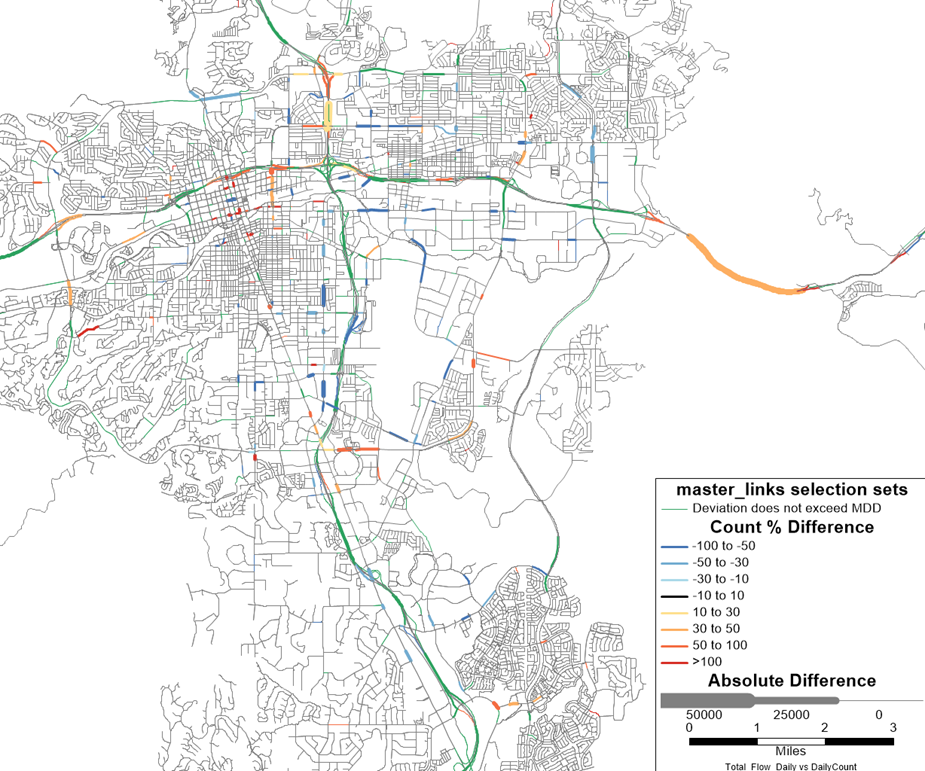 master_links selection sets
Deviation does not exceed MDD
Count % Difference
-100 to -50
-50 to -30
-30 to -10
-10 to 10
10 to 30
30 to 50
50 to 100
>100
Absolute Difference
50000 25000 0
0 1 2 3
Miles
Total_Flow_Daily vs DailyCount